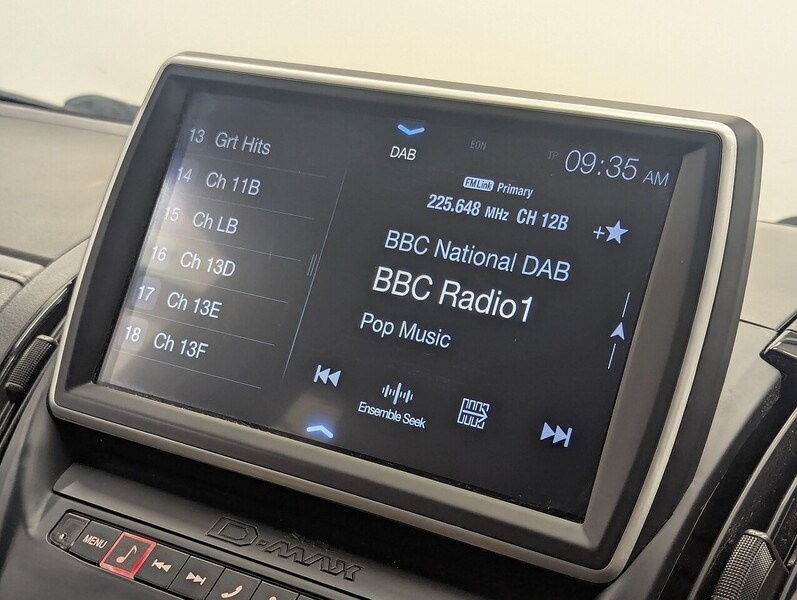 13 Grt Hits
14 Ch 11B
15 Ch LB
16 Ch 13D
17 Ch 13E
18 Ch 13F
DAB
EON
TP
09:35 AM
FM Link Primary
225.648 MHz CH 12B
BBC National DAB
BBC Radio1
Pop Music
Ensemble Seek
D-MAX
MENU